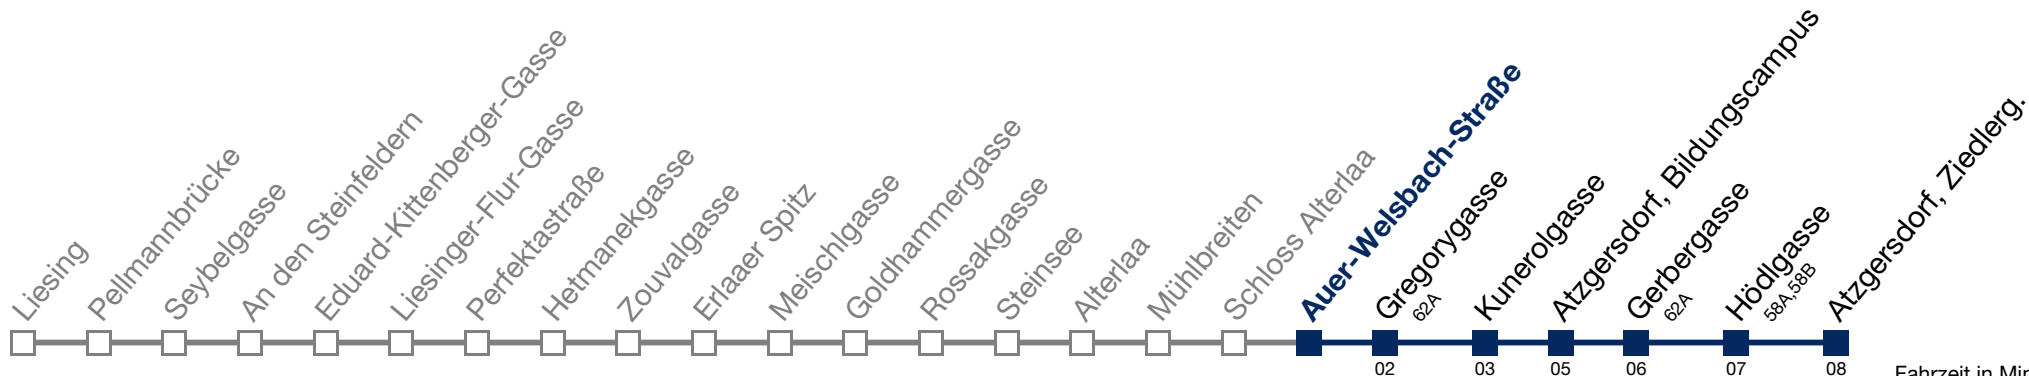 Liesing
Pellmannbrücke
Seybelgasse
An den Steinfeldern
Eduard-Kittenberger-Gasse
Liesinger-Flur-Gasse
Perfektastraße
Hetmanekgasse
Zouvalgasse
Erlaaer Spitz
Meischlgasse
Goldhammergasse
Rossakgasse
Steinsee
Alterlaa
Mühlbreiten
Schloss Alterlaa
Auer-Welsbach-Straße
Gregorygasse
62A
Kunerolgasse
Atzgersdorf, Bildungscampus
Gerbergasse
62A
Hödlgasse
58A,58B
Atzgersdorf, Ziedlerg.
02 03 05 06 07 08
Fahrzeit in